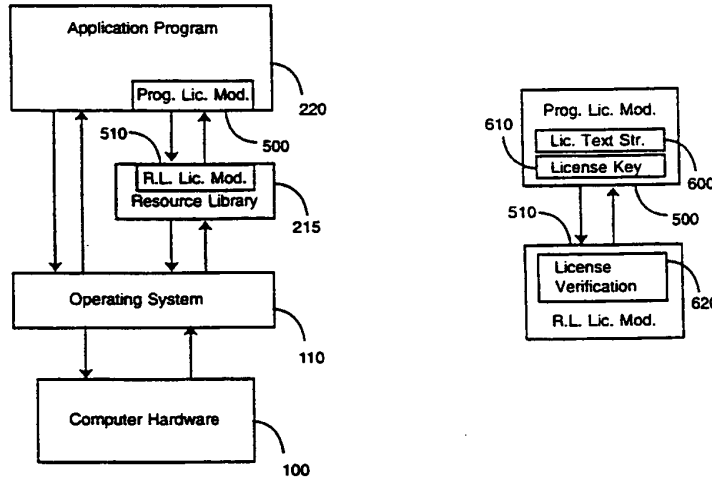 Application Program
Prog. Lic. Mod.
220
510
500
R.L. Lic. Mod.
Resource Library
215
Operating System
110
Computer Hardware
100
Prog. Lic. Mod.
610
Lic. Text Str.
License Key
600
510
500
License
Verification
620
R.L. Lic. Mod.